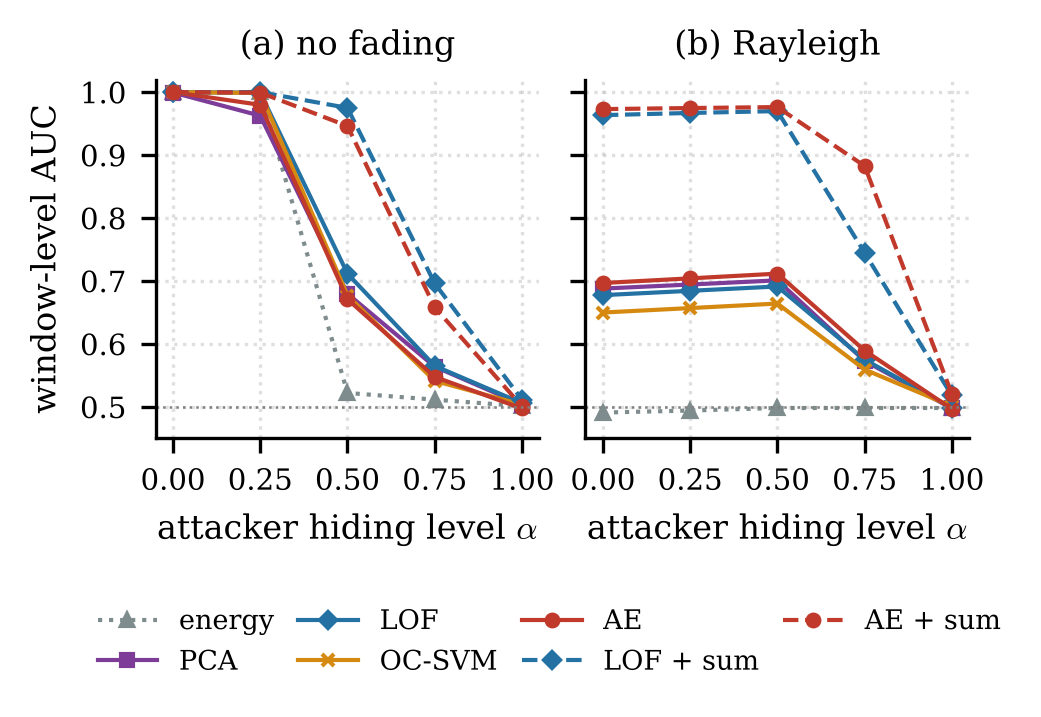 (a) no fading
(b) Rayleigh
window-level AUC
1.0
0.9
0.8
0.7
0.6
0.5
0.00 0.25 0.50 0.75 1.00
0.00 0.25 0.50 0.75 1.00
attacker hiding level α
attacker hiding level α
energy LOF AE AE + sum
PCA OC-SVM LOF + sum